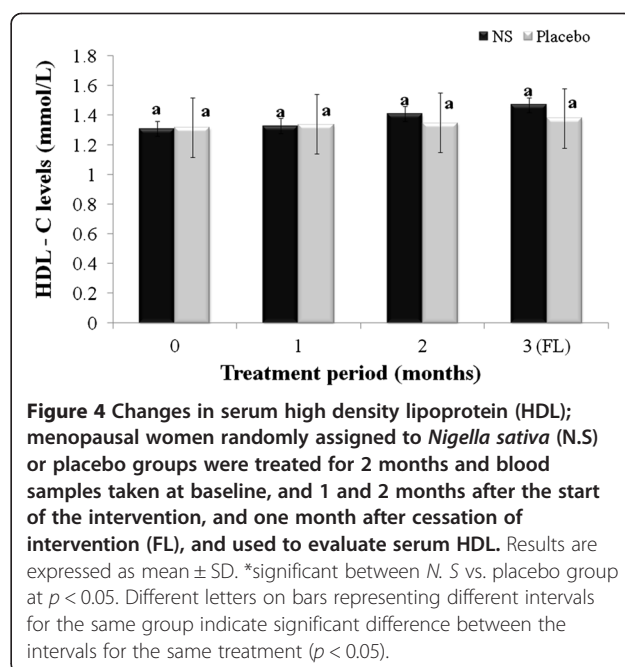 NS Placebo
1.8
1.6
1.4
1.2
1
0.8
0.6
0.4
0.2
0
HDL - C levels (mmol/L)
a a a a a a a a
0 1 2 3 (FL)
Treatment period (months)
Figure 4 Changes in serum high density lipoprotein (HDL);
menopausal women randomly assigned to Nigella sativa (N.S)
or placebo groups were treated for 2 months and blood
samples taken at baseline, and 1 and 2 months after the start
of the intervention, and one month after cessation of
intervention (FL), and used to evaluate serum HDL. Results are
expressed as mean ± SD. *significant between N. S vs. placebo group
at p < 0.05. Different letters on bars representing different intervals
for the same group indicate significant difference between the
intervals for the same treatment (p < 0.05).